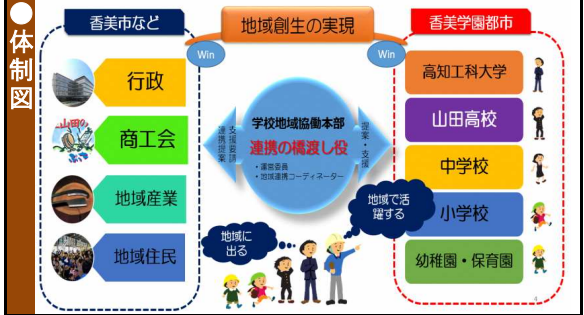 ●体制図
香美市など
地域創生の実現
香美学園都市
Win
Win
行政
商工会
地域産業
地域住民
支援要請
連携提案
学校地域協働本部
連携の橋渡し役
・運営委員
・地域連携コーディネーター
提案・支援
高知工科大学
山田高校
中学校
小学校
幼稚園・保育園
地域に
出る
地域で活
躍する
山田の
4